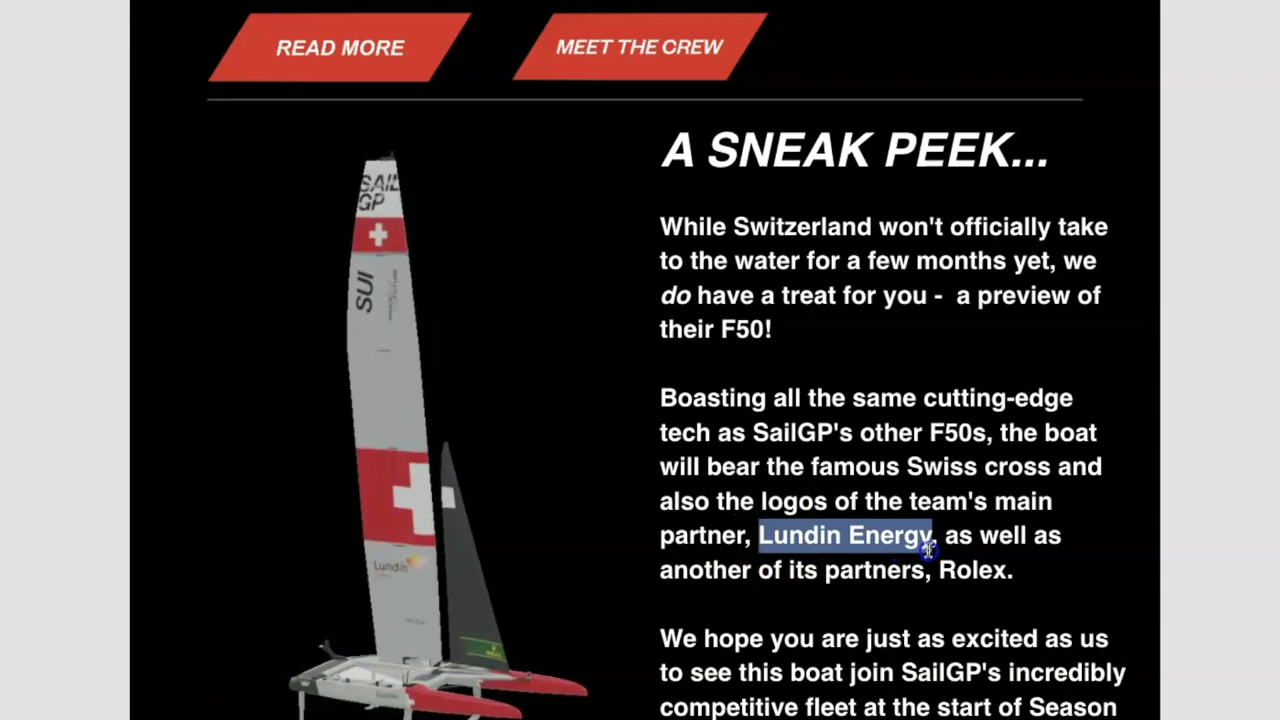 READ MORE
MEET THE CREW
A SNEAK PEEK...
SAIL
GP
SUI
Lundin
While Switzerland won't officially take
to the water for a few months yet, we
do have a treat for you -  a preview of
their F50!
Boasting all the same cutting-edge
tech as SailGP's other F50s, the boat
will bear the famous Swiss cross and
also the logos of the team's main
partner, Lundin Energy, as well as
another of its partners, Rolex.
We hope you are just as excited as us
to see this boat join SailGP's incredibly
competitive fleet at the start of Season